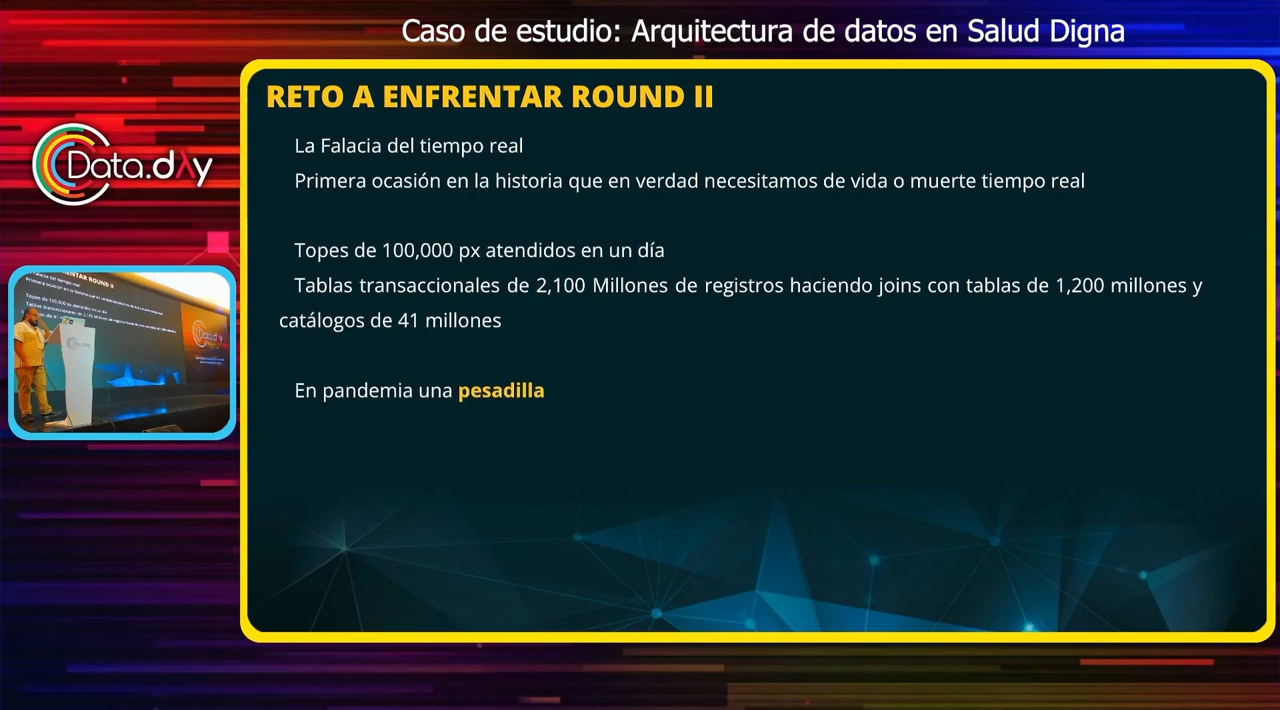 Caso de estudio: Arquitectura de datos en Salud Digna
Data.dλy
RETO A ENFRENTAR ROUND II
La Falacia del tiempo real
Primera ocasión en la historia que en verdad necesitamos de vida o muerte tiempo real
Topes de 100,000 px atendidos en un día
Tablas transaccionales de 2,100 Millones de registros haciendo joins con tablas de 1,200 millones y
catálogos de 41 millones
En pandemia una pesadilla